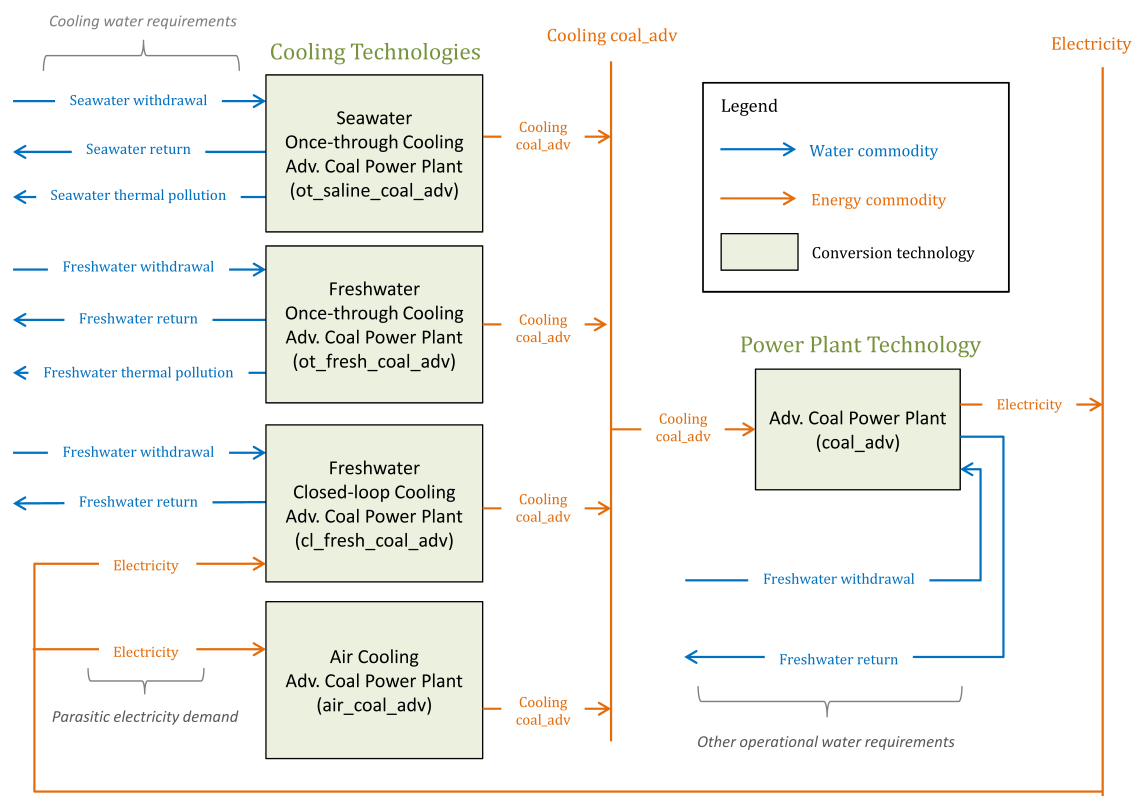 Cooling water requirements
Cooling Technologies
Cooling coal_adv
Electricity
Seawater withdrawal
Seawater return
Seawater thermal pollution
Seawater
Once-through Cooling
Adv. Coal Power Plant
(ot_saline_coal_adv)
Cooling
coal_adv
Legend
Water commodity
Energy commodity
Conversion technology
Freshwater withdrawal
Freshwater return
Freshwater thermal pollution
Freshwater
Once-through Cooling
Adv. Coal Power Plant
(ot_fresh_coal_adv)
Cooling
coal_adv
Power Plant Technology
Cooling
coal_adv
Adv. Coal Power Plant
(coal_adv)
Electricity
Freshwater withdrawal
Freshwater return
Electricity
Freshwater
Closed-loop Cooling
Adv. Coal Power Plant
(cl_fresh_coal_adv)
Cooling
coal_adv
Freshwater withdrawal
Freshwater return
Other operational water requirements
Electricity
Parasitic electricity demand
Air Cooling
Adv. Coal Power Plant
(air_coal_adv)
Cooling
coal_adv